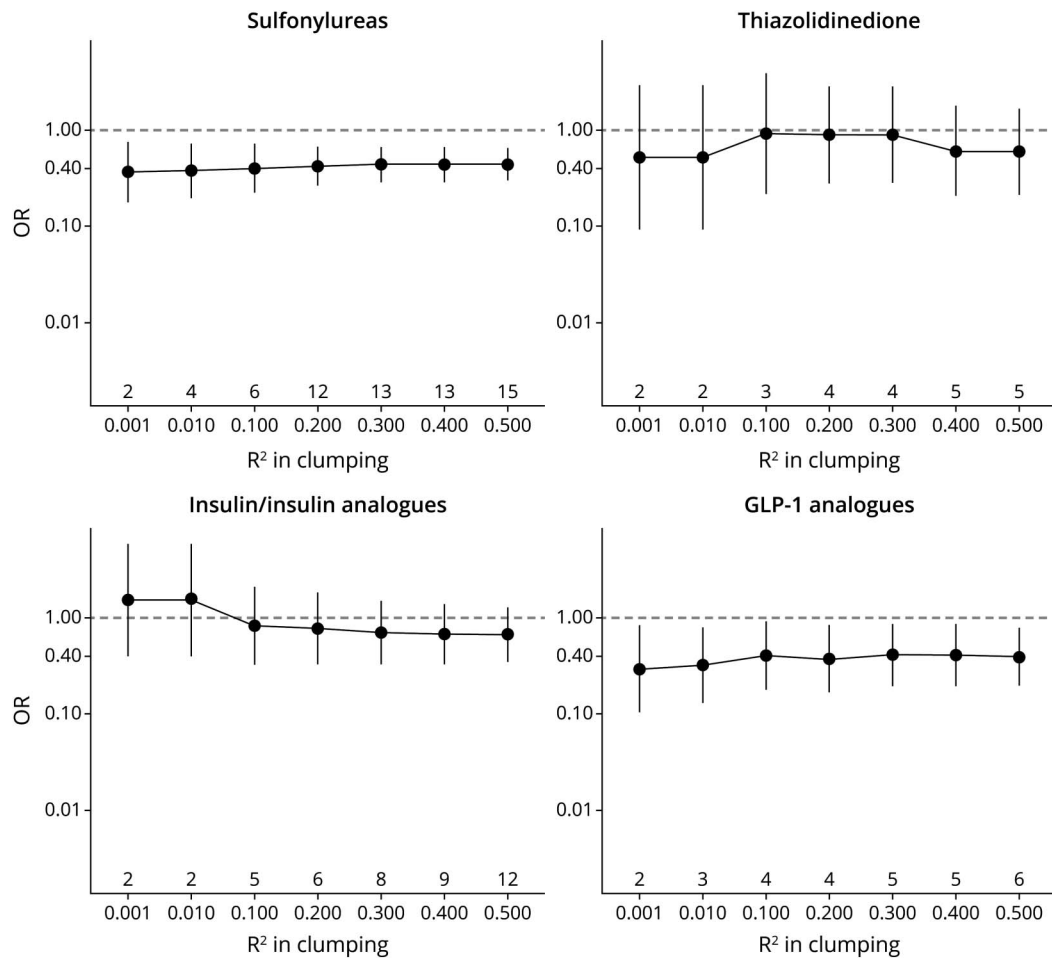 Sulfonylureas
OR
1.00
0.40
0.10
0.01
2 4 6 12 13 13 15
0.001 0.010 0.100 0.200 0.300 0.400 0.500
R² in clumping
Thiazolidinedione
1.00
0.40
0.10
0.01
2 2 3 4 4 5 5
0.001 0.010 0.100 0.200 0.300 0.400 0.500
R² in clumping
Insulin/insulin analogues
OR
1.00
0.40
0.10
0.01
2 2 5 6 8 9 12
0.001 0.010 0.100 0.200 0.300 0.400 0.500
R² in clumping
GLP-1 analogues
1.00
0.40
0.10
0.01
2 3 4 4 5 5 6
0.001 0.010 0.100 0.200 0.300 0.400 0.500
R² in clumping